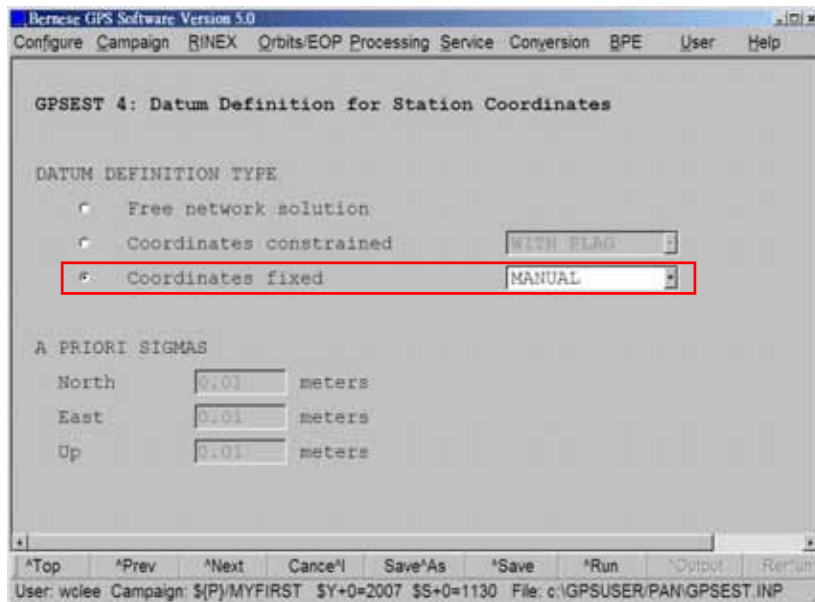 Bernese GPS Software Version 5.0
Configure Campaign RINEX Orbits/EOP Processing Service Conversion BPE User Help
GPSEST 4: Datum Definition for Station Coordinates
DATUM DEFINITION TYPE
Free network solution
Coordinates constrained WITH FLAG
Coordinates fixed MANUAL
A PRIORI SIGMAS
North 0.01 meters
East 0.01 meters
Up 0.01 meters
^Top ^Prev ^Next Cance^l Save^As ^Save ^Run ^Output Rer^un
User: wclee Campaign: ${P}/MYFIRST $Y+0=2007 $S+0=1130 File: c:\GPSUSER/PAN\GPSEST.INP